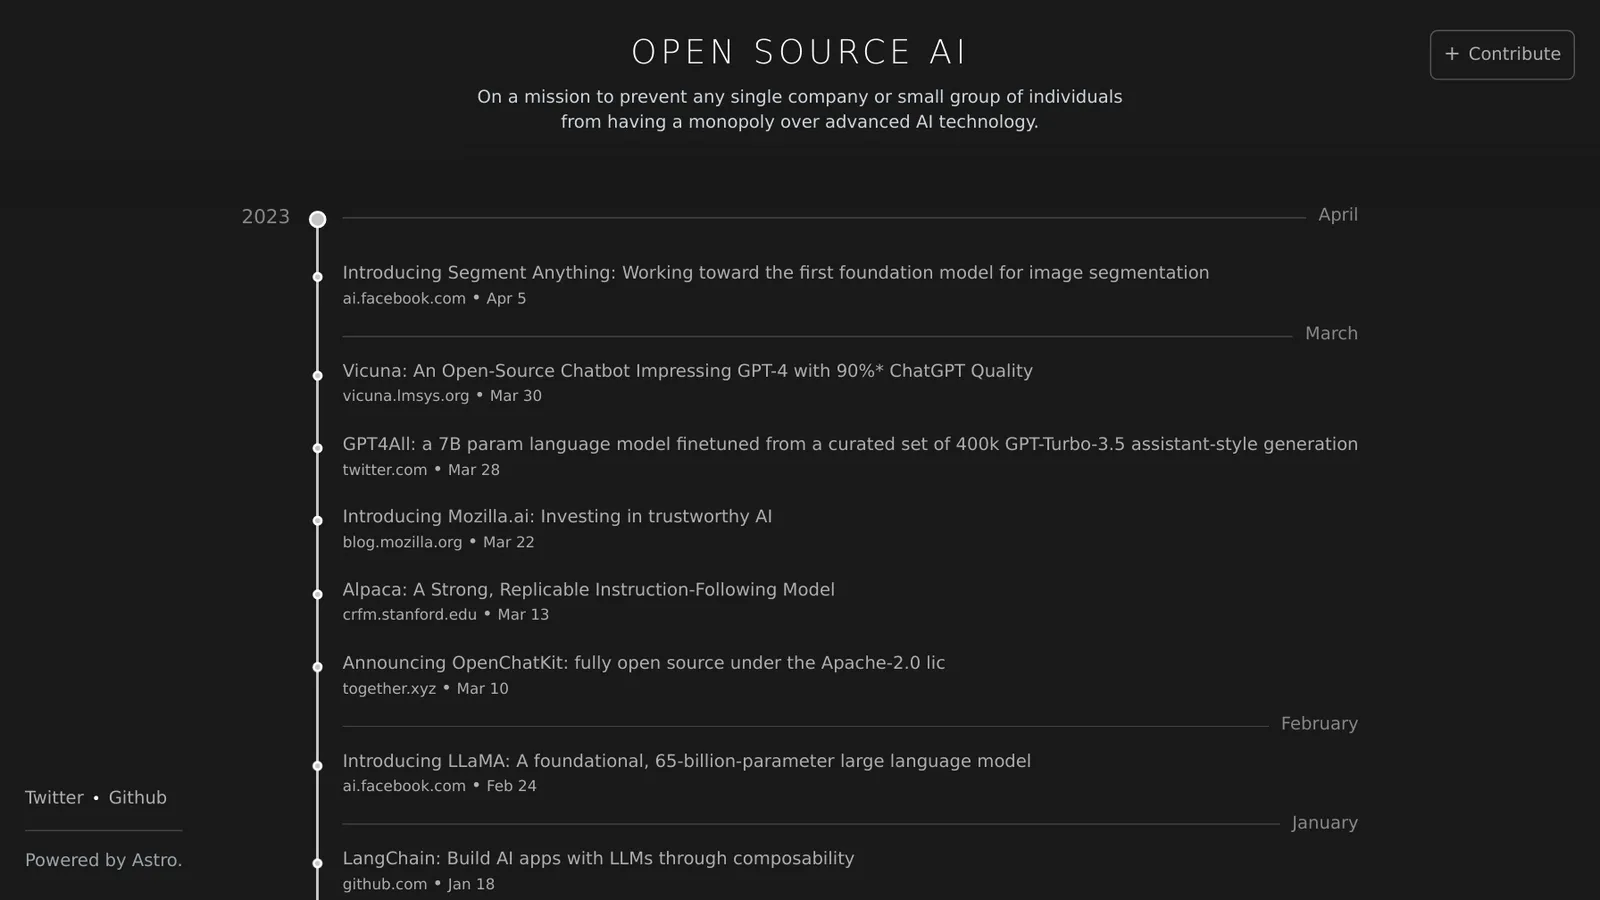 OPEN SOURCE AI
+ Contribute
On a mission to prevent any single company or small group of individuals
from having a monopoly over advanced AI technology.
2023
April
Introducing Segment Anything: Working toward the first foundation model for image segmentation
ai.facebook.com • Apr 5
March
Vicuna: An Open-Source Chatbot Impressing GPT-4 with 90%* ChatGPT Quality
vicuna.lmsys.org • Mar 30
GPT4All: a 7B param language model finetuned from a curated set of 400k GPT-Turbo-3.5 assistant-style generation
twitter.com • Mar 28
Introducing Mozilla.ai: Investing in trustworthy AI
blog.mozilla.org • Mar 22
Alpaca: A Strong, Replicable Instruction-Following Model
crfm.stanford.edu • Mar 13
Announcing OpenChatKit: fully open source under the Apache-2.0 lic
together.xyz • Mar 10
February
Introducing LLaMA: A foundational, 65-billion-parameter large language model
ai.facebook.com • Feb 24
January
LangChain: Build AI apps with LLMs through composability
github.com • Jan 18
Twitter • Github
Powered by Astro.